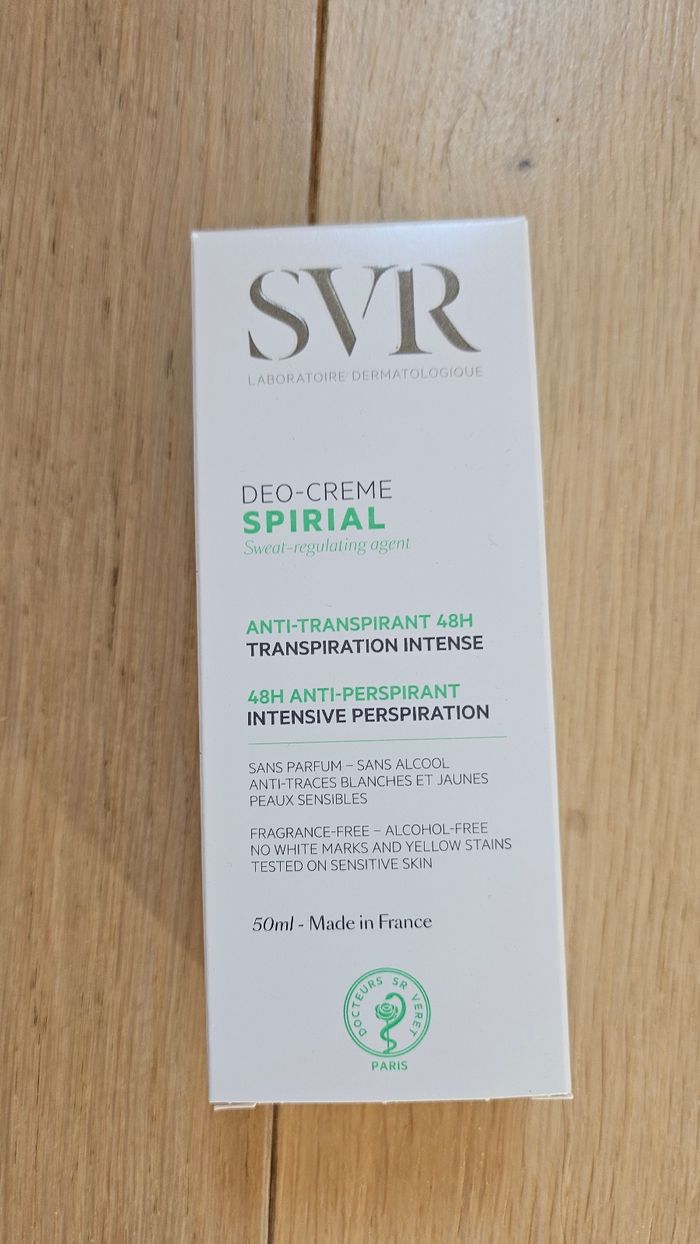 SVR
LABORATOIRE DERMATOLOGIQUE
DEO-CREME
SPIRIAL
Sweat-regulating agent
ANTI-TRANSPIRANT 48H
TRANSPIRATION INTENSE
48H ANTI-PERSPIRANT
INTENSIVE PERSPIRATION
SANS PARFUM – SANS ALCOOL
ANTI-TRACES BLANCHES ET JAUNES
PEAUX SENSIBLES
FRAGRANCE-FREE – ALCOHOL-FREE
NO WHITE MARKS AND YELLOW STAINS
TESTED ON SENSITIVE SKIN
50ml - Made in France
DOCTEURS SR VERET
PARIS